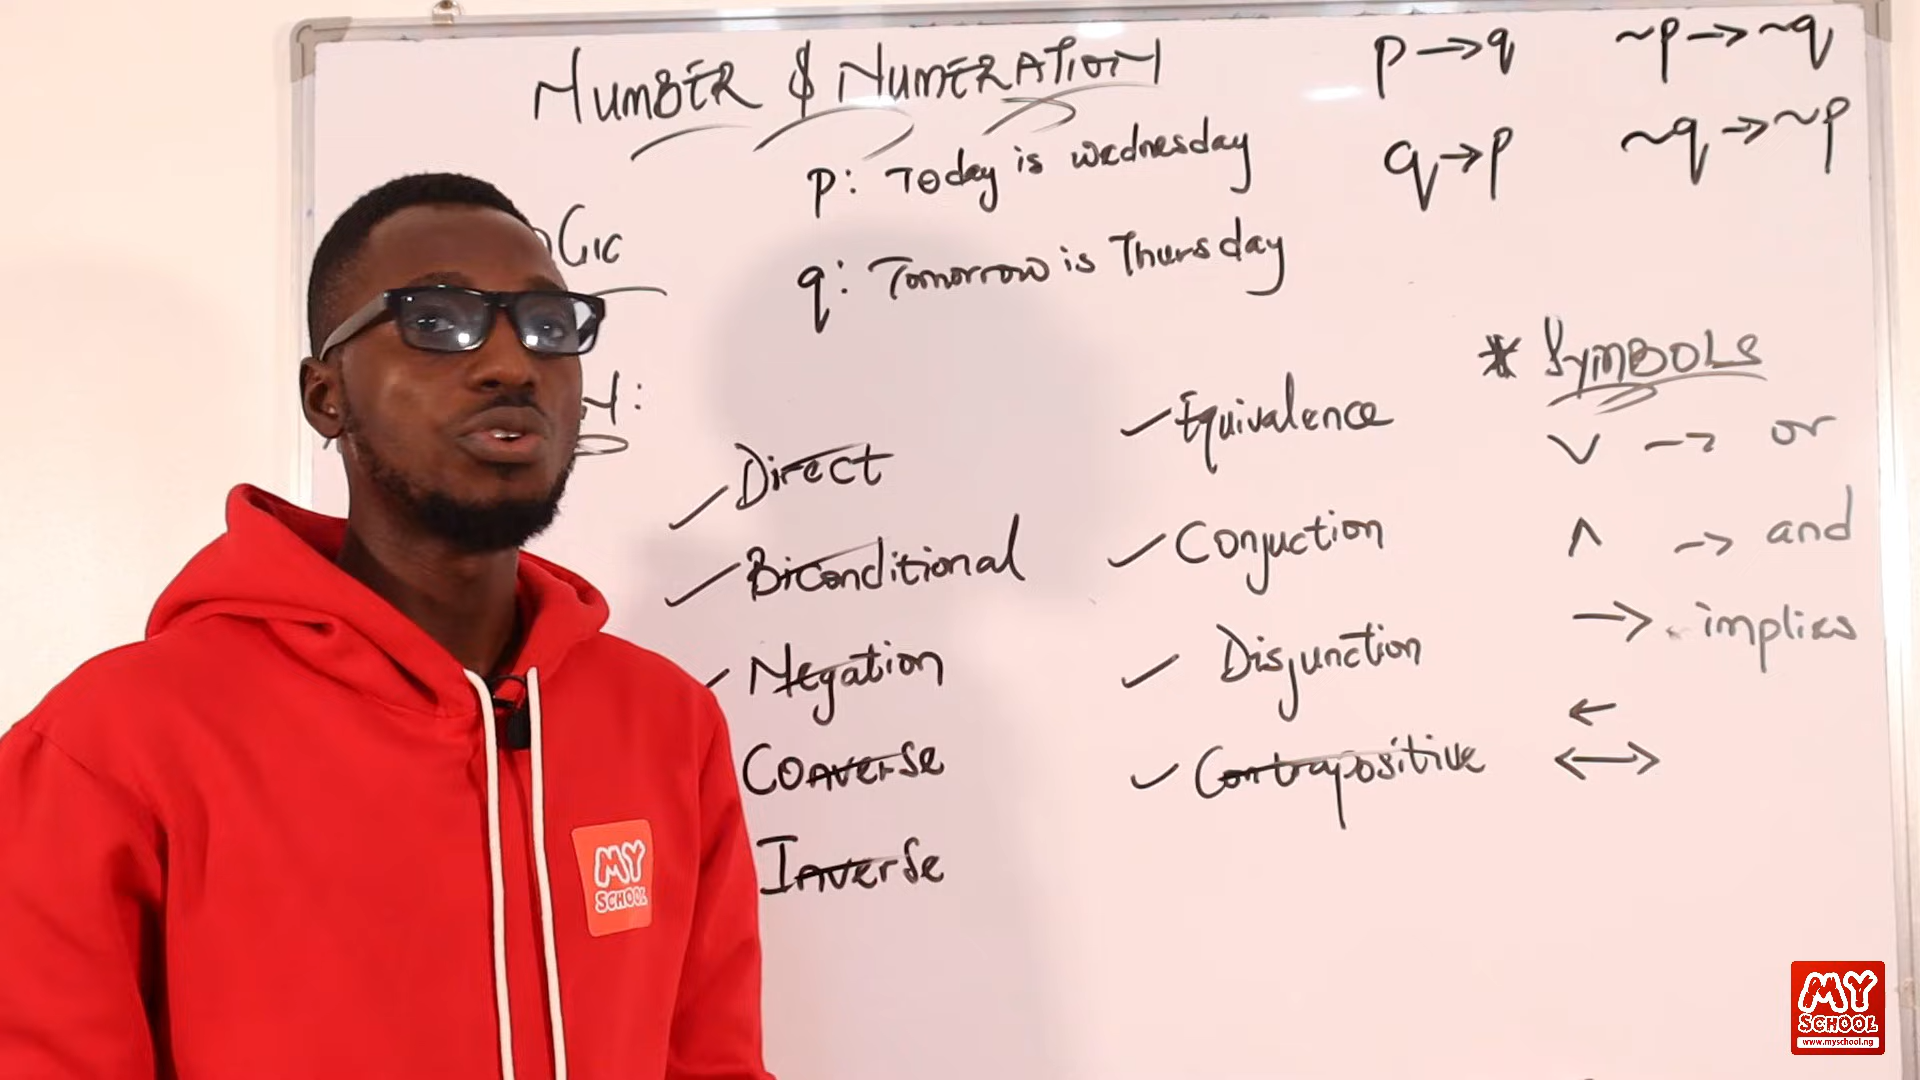 NUMBER & NUMERATION
p → q
~p → ~q
p: Today is wednesday
q → p
~q → ~p
GIC
q: Tomorrow is Thursday
* SYMBOLS
Equivalence
∨ → or
Direct
∧ → and
Conjuction
Biconditional
→ implies
Disjunction
Negation
←
Converse
Contrapositive
↔
Inverse
MY
SCHOOL
MY
SCHOOL
www.myschool.ng